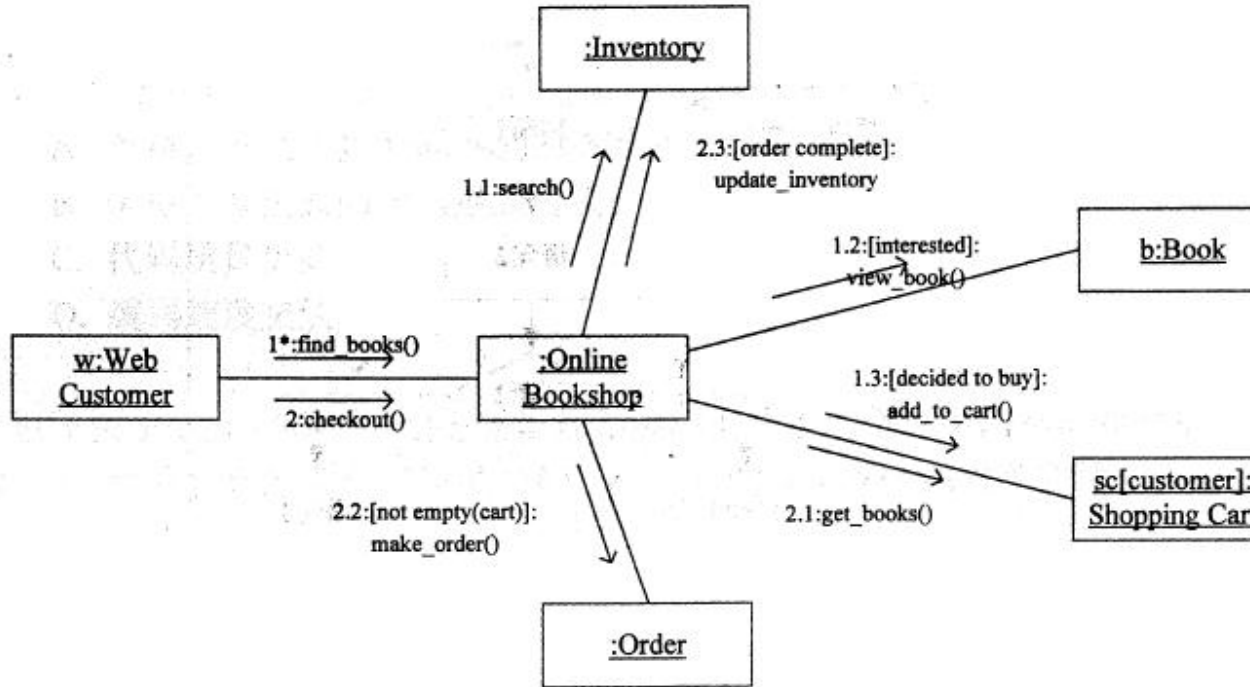 :Inventory
2.3:[order complete]:
update_inventory
1.1:search()
1.2:[interested]:
view_book()
b:Book
1*:find_books()
w:Web
Customer
:Online
Bookshop
2:checkout()
1.3:[decided to buy]:
add_to_cart()
sc[customer]:
Shopping Car
2.1:get_books()
2.2:[not empty(cart)]:
make_order()
:Order